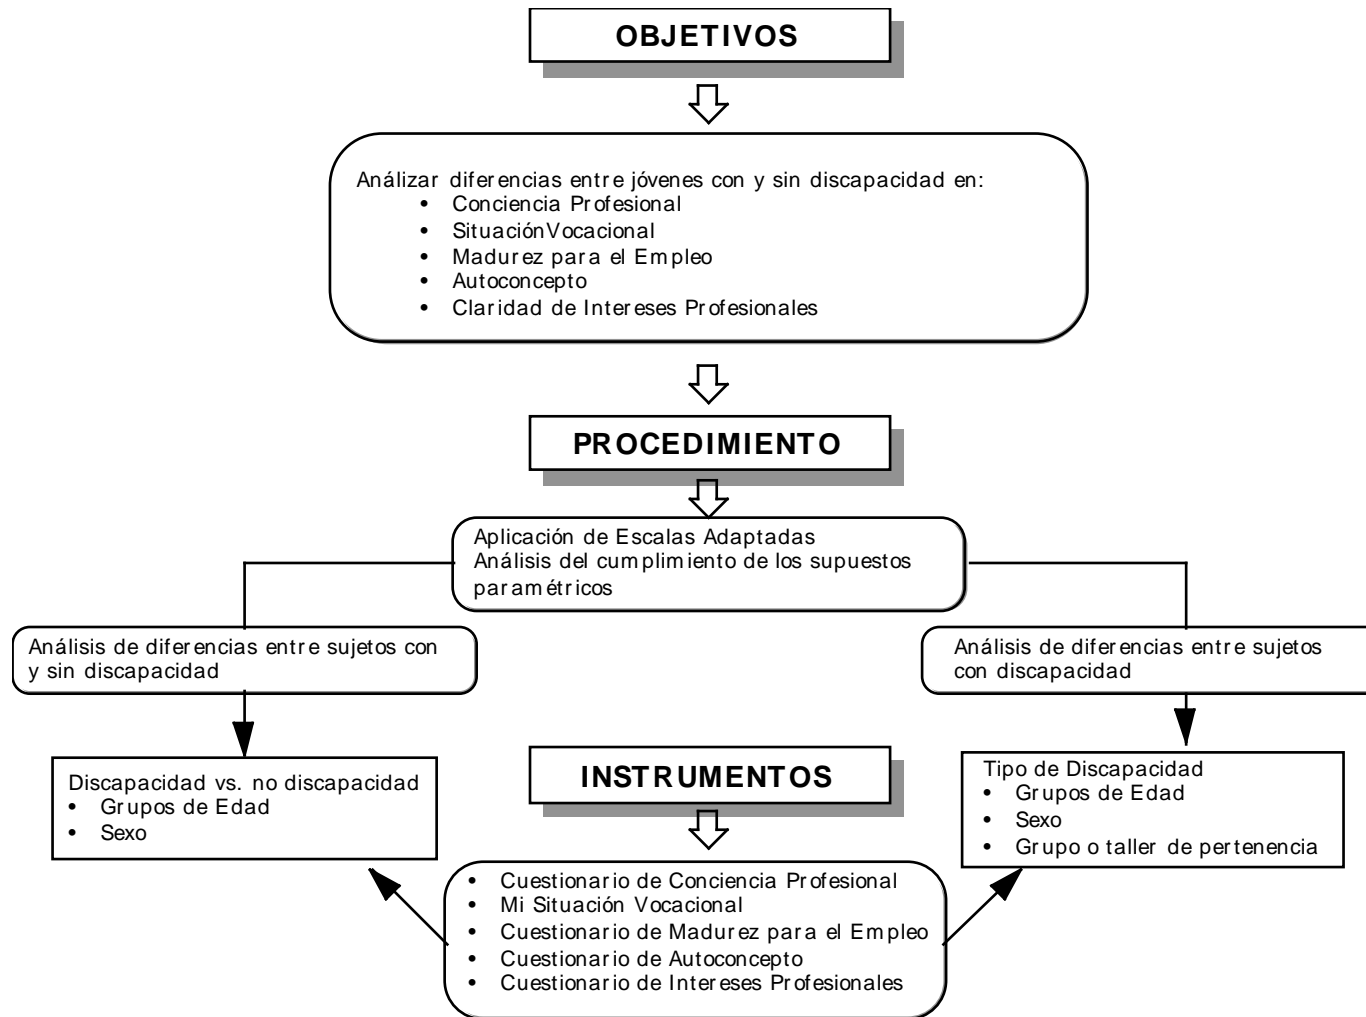 OBJETIVOS
Análizar diferencias entre jóvenes con y sin discapacidad en:
• Conciencia Profesional
• Situación Vocacional
• Madurez para el Empleo
• Autoconcepto
• Claridad de Intereses Profesionales
PROCEDIMIENTO
Aplicación de Escalas Adaptadas
Análisis del cumplimiento de los supuestos
paramétricos
Análisis de diferencias entre sujetos con
y sin discapacidad
Análisis de diferencias entre sujetos
con discapacidad
Discapacidad vs. no discapacidad
• Grupos de Edad
• Sexo
INSTRUMENTOS
Tipo de Discapacidad
• Grupos de Edad
• Sexo
• Grupo o taller de pertenencia
• Cuestionario de Conciencia Profesional
• Mi Situación Vocacional
• Cuestionario de Madurez para el Empleo
• Cuestionario de Autoconcepto
• Cuestionario de Intereses Profesionales